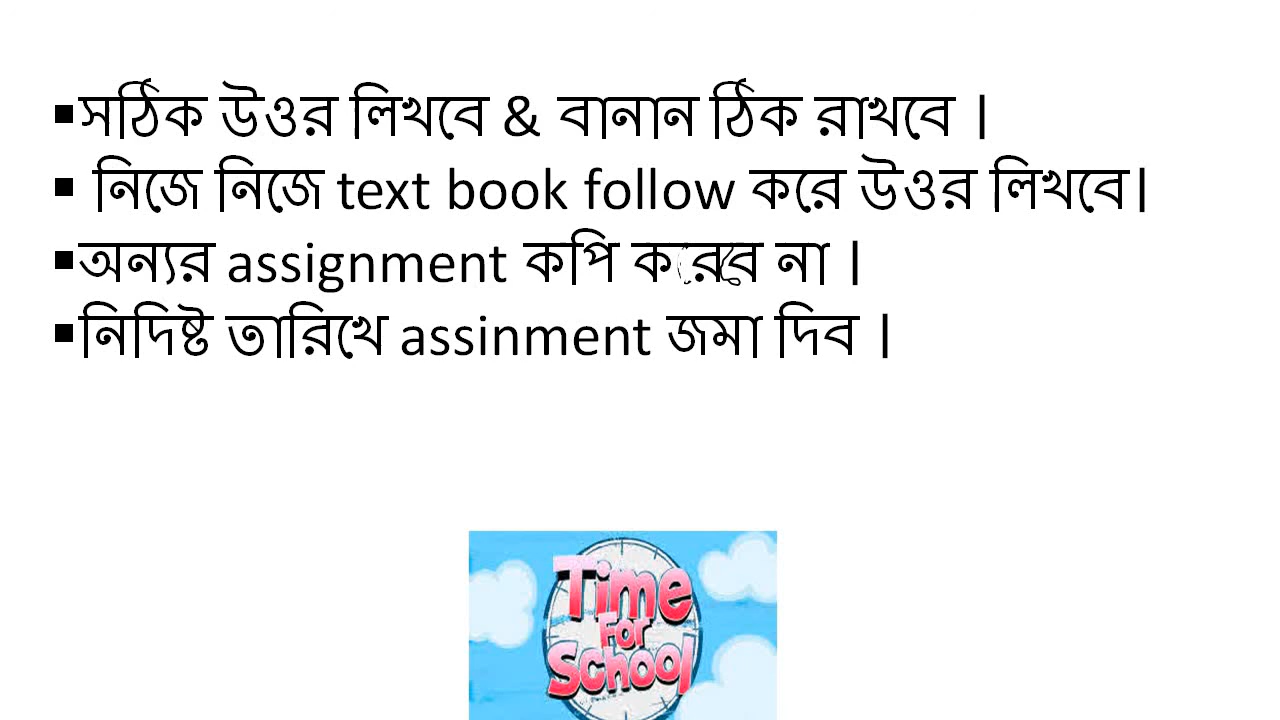 ▪সঠিক উওর লিখবে & বানান ঠিক রাখবে ।
▪ নিজে নিজে text book follow করে উওর লিখবে।
▪অন্যর assignment কপি না ।
▪নিদিষ্ট তারিখে assinment জমা দিব ।
Time
For
School